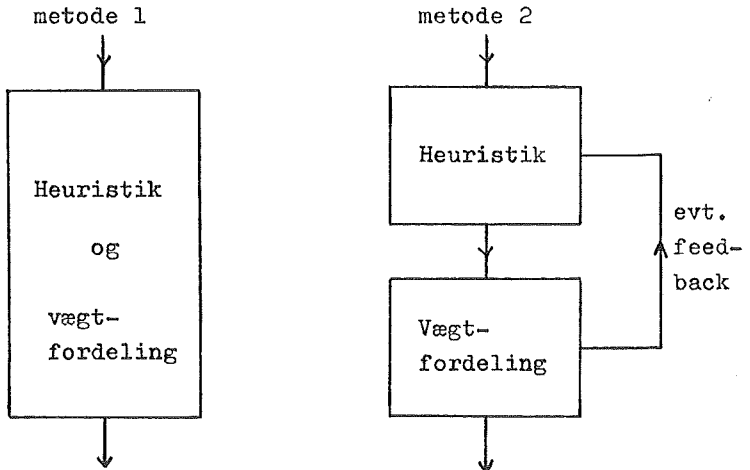 metode 1
Heuristik
og
vægt-
fordeling
metode 2
Heuristik
Vægt-
fordeling
evt.
feed-
back